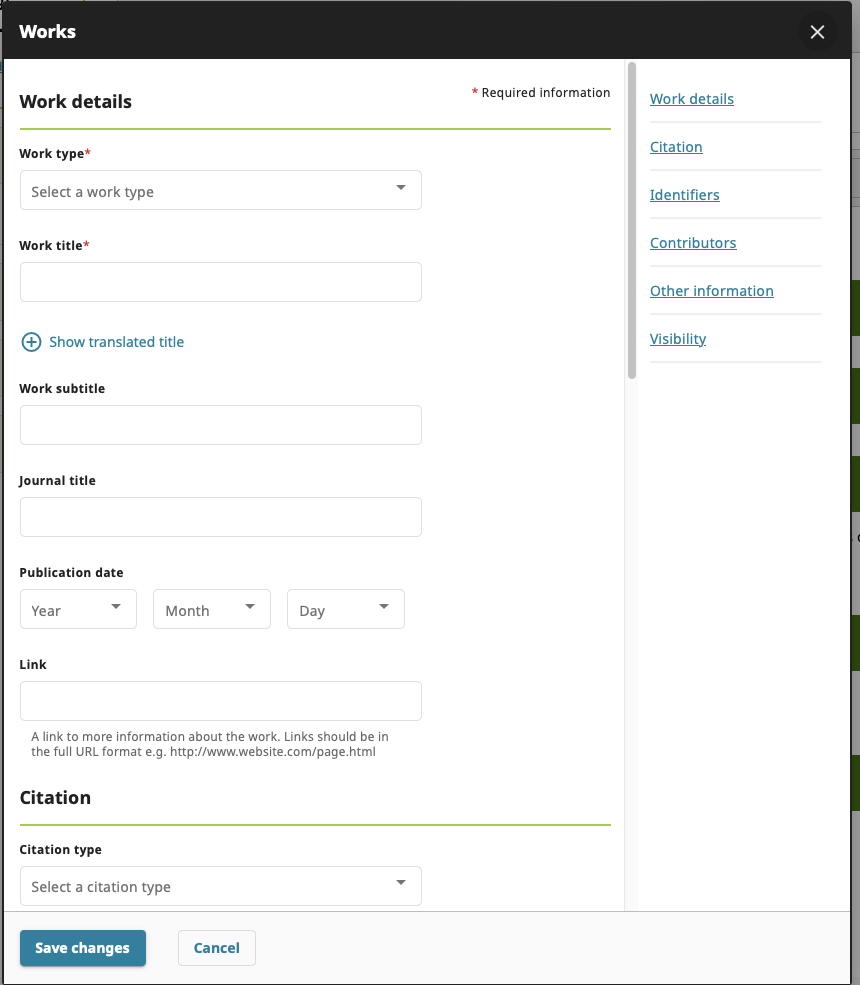 Works
Work details
* Required information
Work type*
Select a work type
Work title*
Show translated title
Work subtitle
Journal title
Publication date
Year
Month
Day
Link
A link to more information about the work. Links should be in
the full URL format e.g. http://www.website.com/page.html
Citation
Citation type
Select a citation type
Work details
Citation
Identifiers
Contributors
Other information
Visibility
Save changes
Cancel